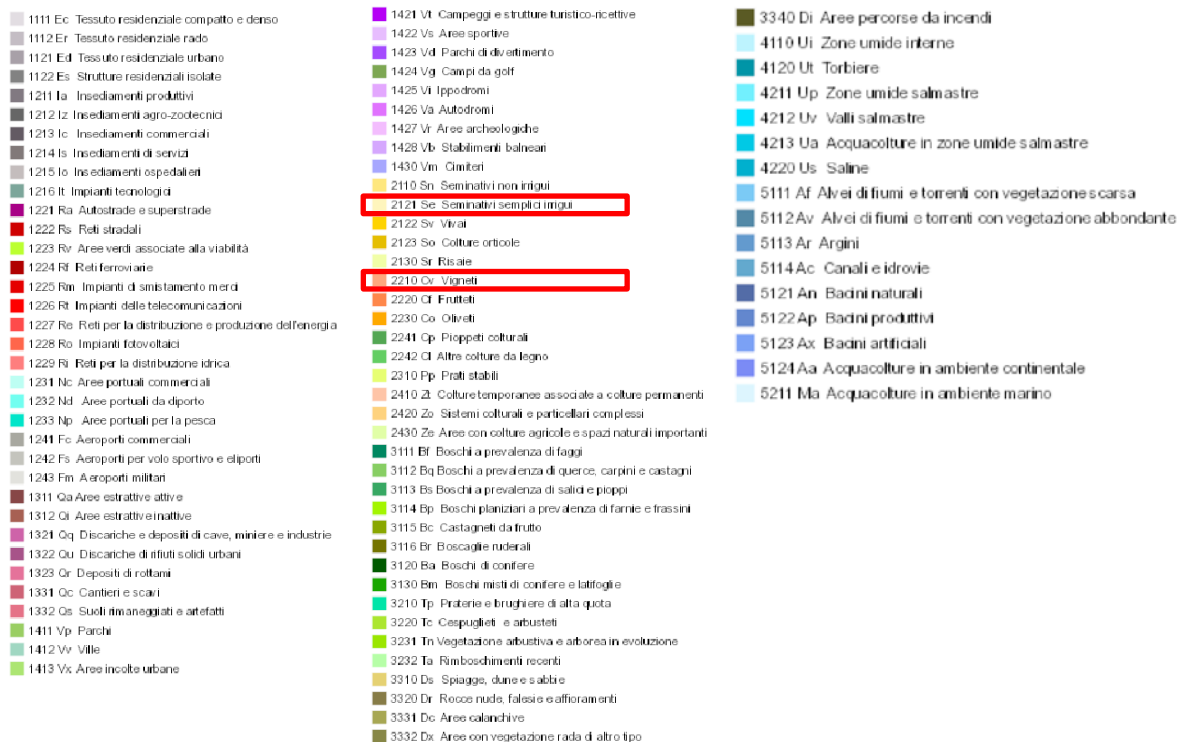 1111 Ec Tessuto residenziale compatto e denso
1112 Er Tessuto residenziale rado
1121 Ed Tessuto residenziale urbano
1122 Es Strutture residenziali isolate
1211 Ia Insediamenti produttivi
1212 Iz Insediamenti agro-zootecnici
1213 Ic Insediamenti commerciali
1214 Is Insediamenti di servizi
1215 Io Insediamenti ospedalieri
1216 It Impianti tecnologici
1221 Ra Autostrade e superstrade
1222 Rs Reti stradali
1223 Rv Aree verdi associate alla viabilità
1224 Rf Reti ferroviarie
1225 Rm Impianti di smistamento merci
1226 Rt Impianti delle telecomunicazioni
1227 Re Reti per la distribuzione e produzione dell'energia
1228 Ro Impianti fotovoltaici
1229 Ri Reti per la distribuzione idrica
1231 Nc Aree portuali commerciali
1232 Nd Aree portuali da diporto
1233 Np Aree portuali per la pesca
1241 Fc Aeroporti commerciali
1242 Fs Aeroporti per volo sportivo e eliporti
1243 Fm Aeroporti militari
1311 Qa Aree estrattive attive
1312 Qi Aree estrattive inattive
1321 Qq Discariche e depositi di cave, miniere e industrie
1322 Qu Discariche di rifiuti solidi urbani
1323 Qr Depositi di rottami
1331 Qc Cantieri e scavi
1332 Qs Suoli rimaneggiati e artefatti
1411 Vp Parchi
1412 Vv Ville
1413 Vx Aree incolte urbane
1421 Vt Campeggi e strutture turistico-ricettive
1422 Vs Aree sportive
1423 Vd Parchi di divertimento
1424 Vg Campi da golf
1425 Vi Ippodromi
1426 Va Autodromi
1427 Vr Aree archeologiche
1428 Vb Stabilimenti balneari
1430 Vm Cimiteri
2110 Sn Seminativi non irrigui
2121 Se Seminativi semplici irrigui
2122 Sv Vivai
2123 So Colture orticole
2130 Sr Risaie
2210 Cv Vigneti
2220 Cf Frutteti
2230 Co Oliveti
2241 Cp Pioppeti colturali
2242 Cl Altre colture da legno
2310 Pp Prati stabili
2410 Zt Colture temporanee associate a colture permanenti
2420 Zo Sistemi colturali e particellari complessi
2430 Ze Aree con colture agricole e spazi naturali importanti
3111 Bf Boschi a prevalenza di faggi
3112 Bq Boschi a prevalenza di querce, carpini e castagni
3113 Bs Boschi a prevalenza di salici e pioppi
3114 Bp Boschi planiziari a prevalenza di farnie e frassini
3115 Bc Castagneti da frutto
3116 Br Boscaglie ruderali
3120 Ba Boschi di conifere
3130 Bm Boschi misti di conifere e latifoglie
3210 Tp Praterie e brughiere di alta quota
3220 Tc Cespuglieti e arbusteti
3231 Tn Vegetazione arbustiva e arborea in evoluzione
3232 Ta Rimboschimenti recenti
3310 Ds Spiagge, dune e sabbie
3320 Dr Rocce nude, falesie e affioramenti
3331 Dc Aree calanchive
3332 Dx Aree con vegetazione rada di altro tipo
3340 Di Aree percorse da incendi
4110 Ui Zone umide interne
4120 Ut Torbiere
4211 Up Zone umide salmastre
4212 Uv Valli salmastre
4213 Ua Acquacolture in zone umide salmastre
4220 Us Saline
5111 Af Alvei di fiumi e torrenti con vegetazione scarsa
5112 Av Alvei di fiumi e torrenti con vegetazione abbondante
5113 Ar Argini
5114 Ac Canali e idrovie
5121 An Bacini naturali
5122 Ap Bacini produttivi
5123 Ax Bacini artificiali
5124 Aa Acquacolture in ambiente continentale
5211 Ma Acquacolture in ambiente marino